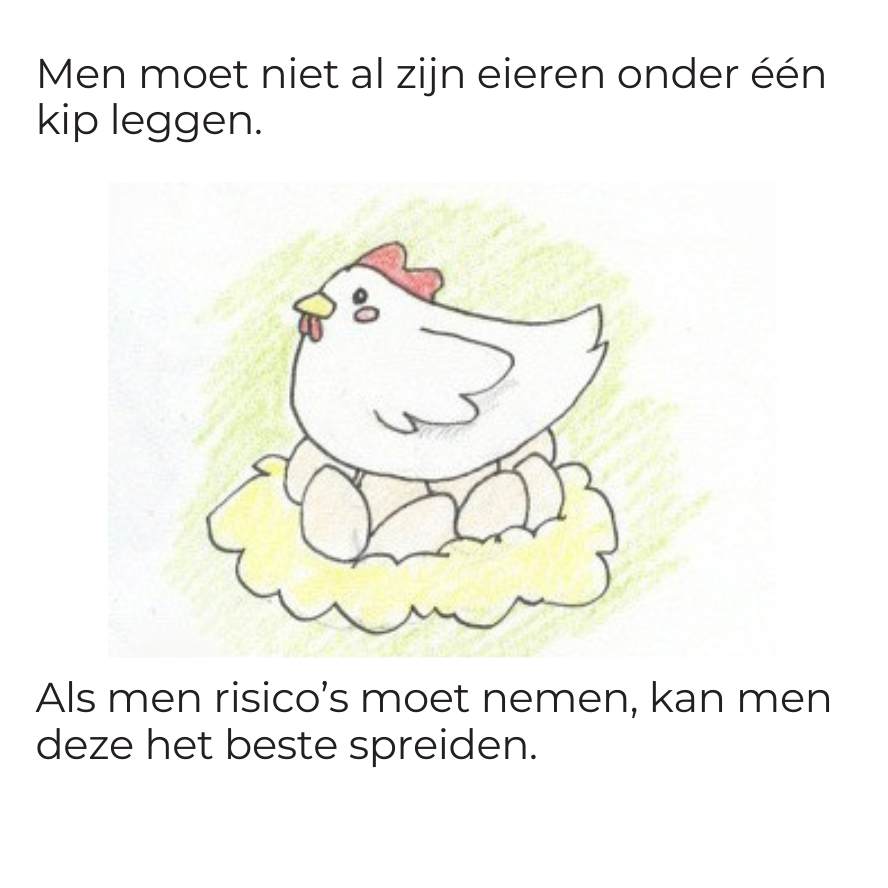 Men moet niet al zijn eieren onder één
kip leggen.
Als men risico’s moet nemen, kan men
deze het beste spreiden.